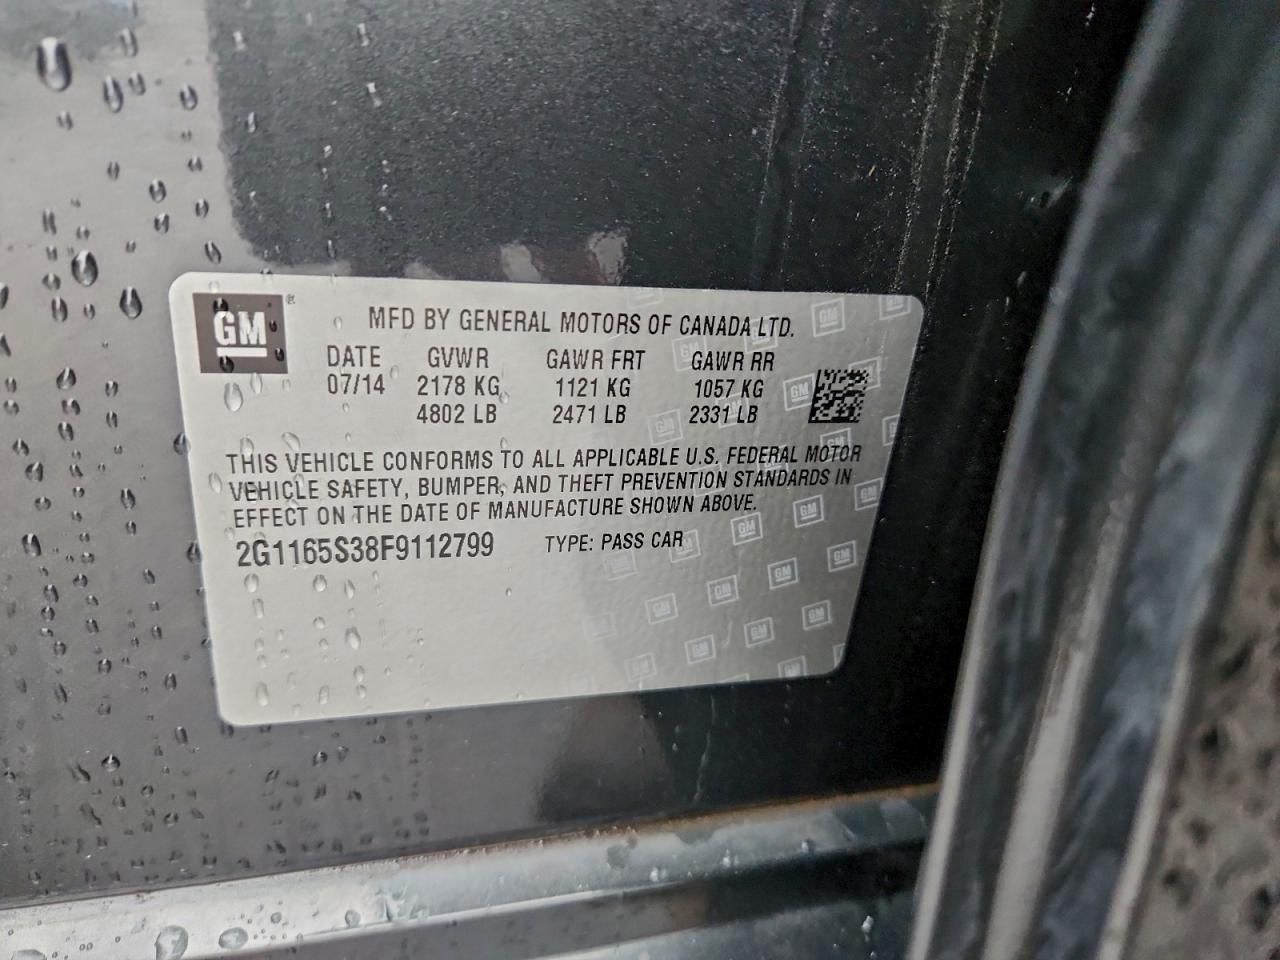 GM ®
MFD BY GENERAL MOTORS OF CANADA LTD.
DATE GVWR GAWR FRT GAWR RR
07/14 2178 KG 1121 KG 1057 KG
4802 LB 2471 LB 2331 LB
THIS VEHICLE CONFORMS TO ALL APPLICABLE U.S. FEDERAL MOTOR
VEHICLE SAFETY, BUMPER, AND THEFT PREVENTION STANDARDS IN
EFFECT ON THE DATE OF MANUFACTURE SHOWN ABOVE.
2G1165S38F9112799 TYPE: PASS CAR